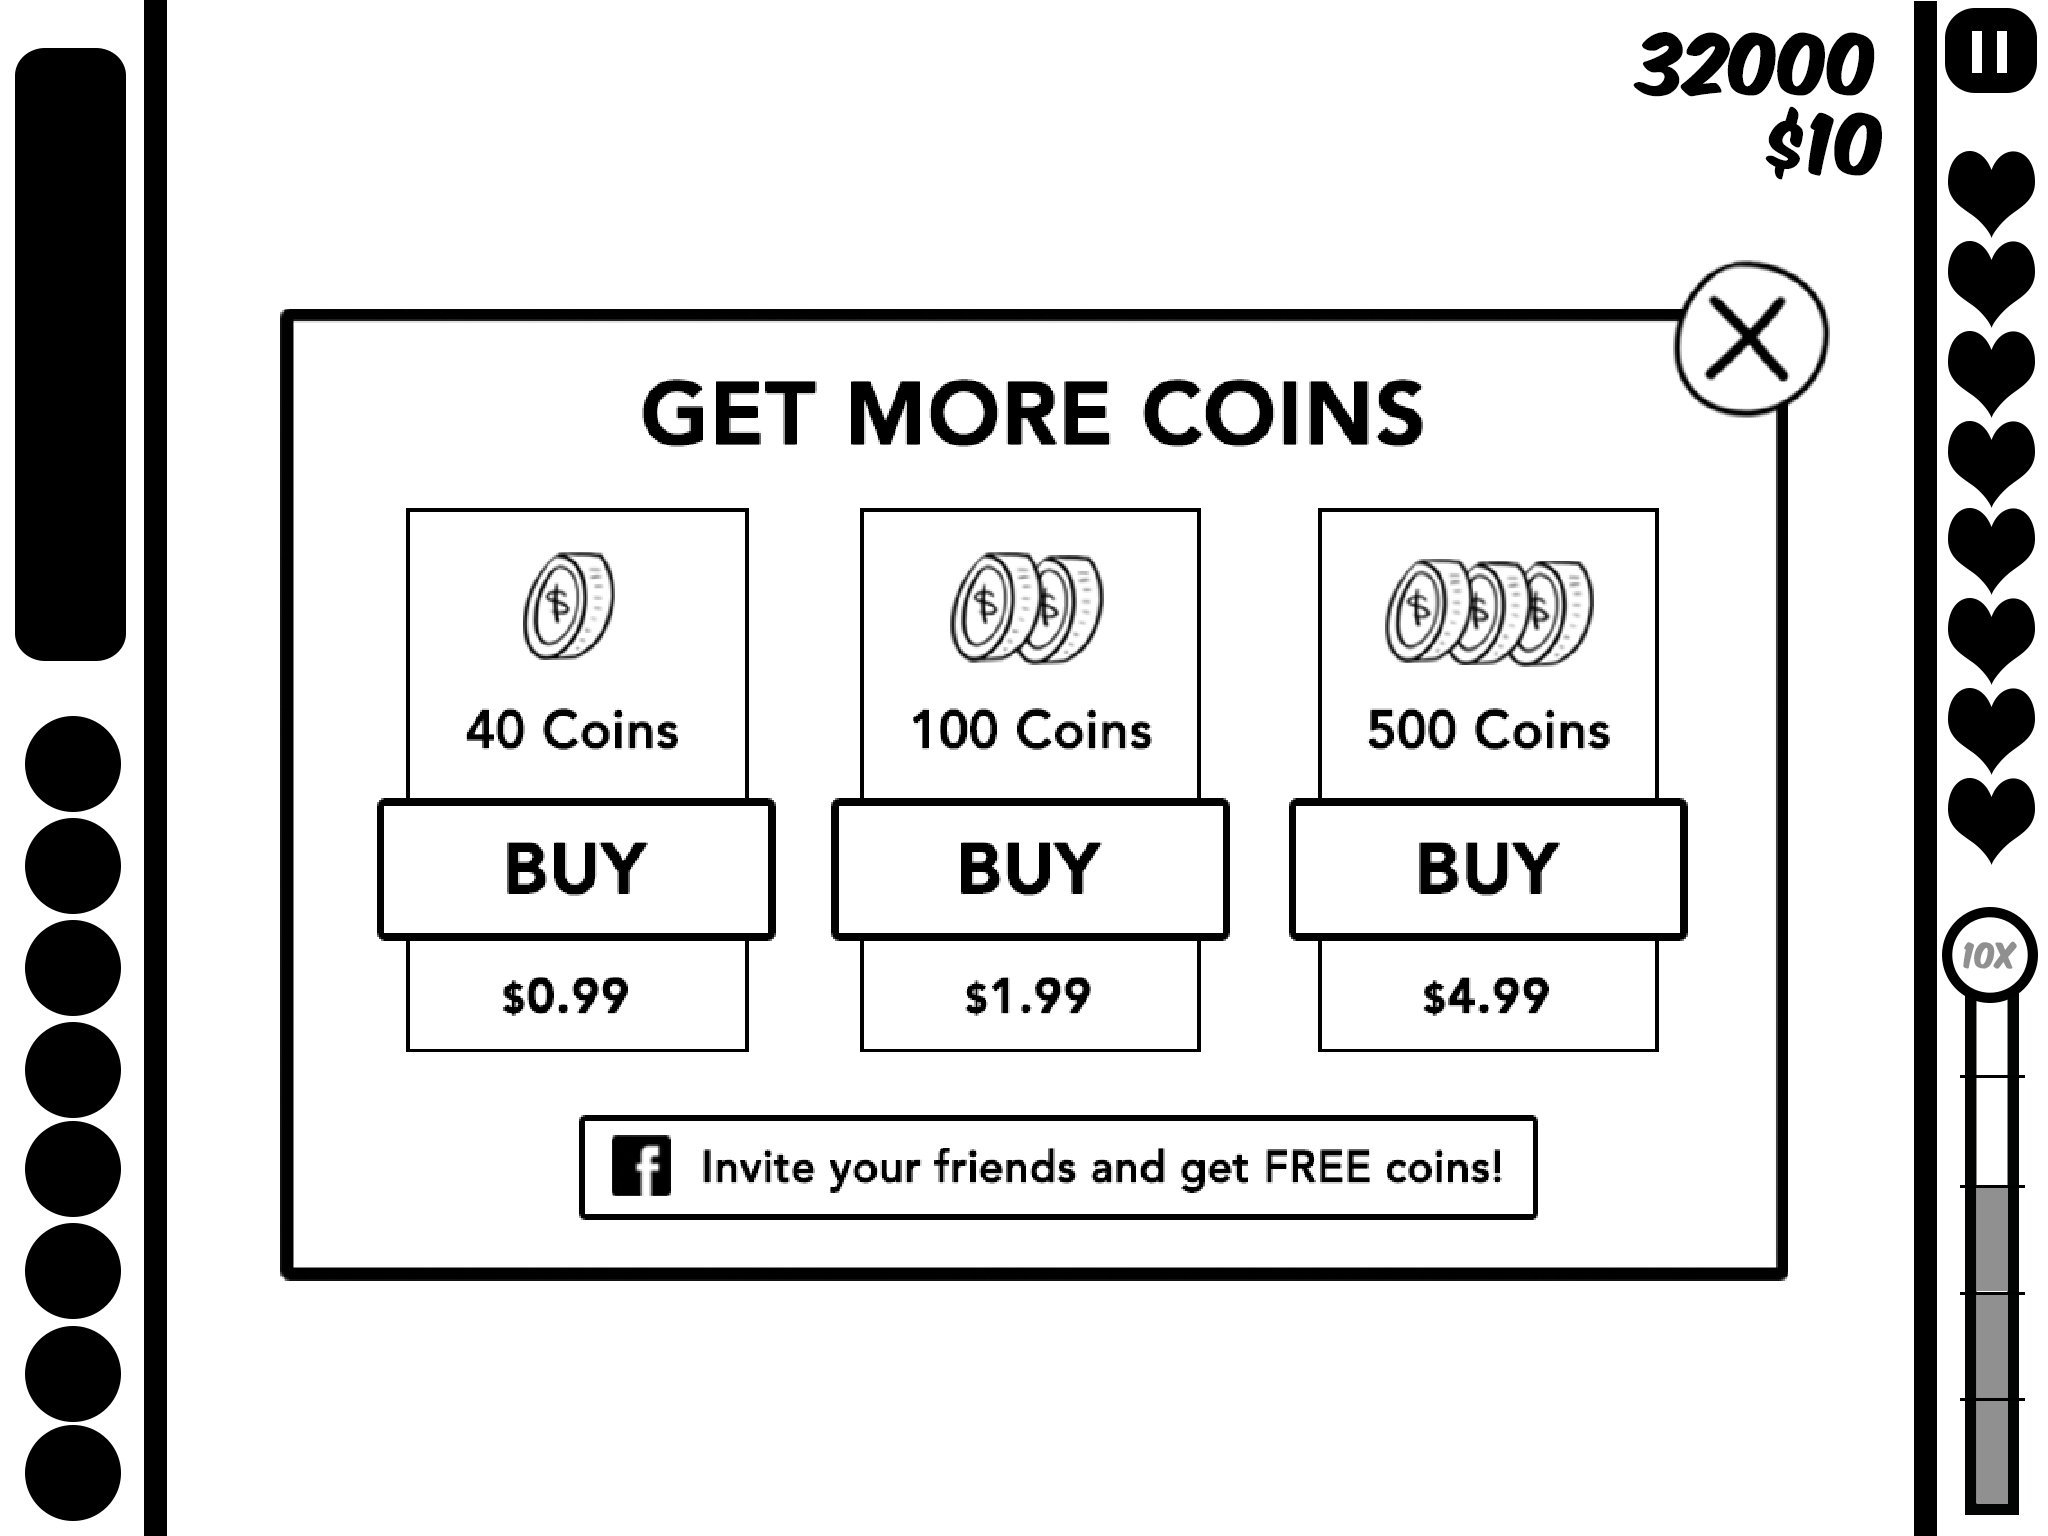 32000
$10
GET MORE COINS
40 Coins
100 Coins
500 Coins
BUY
BUY
BUY
$0.99
$1.99
$4.99
10X
f Invite your friends and get FREE coins!